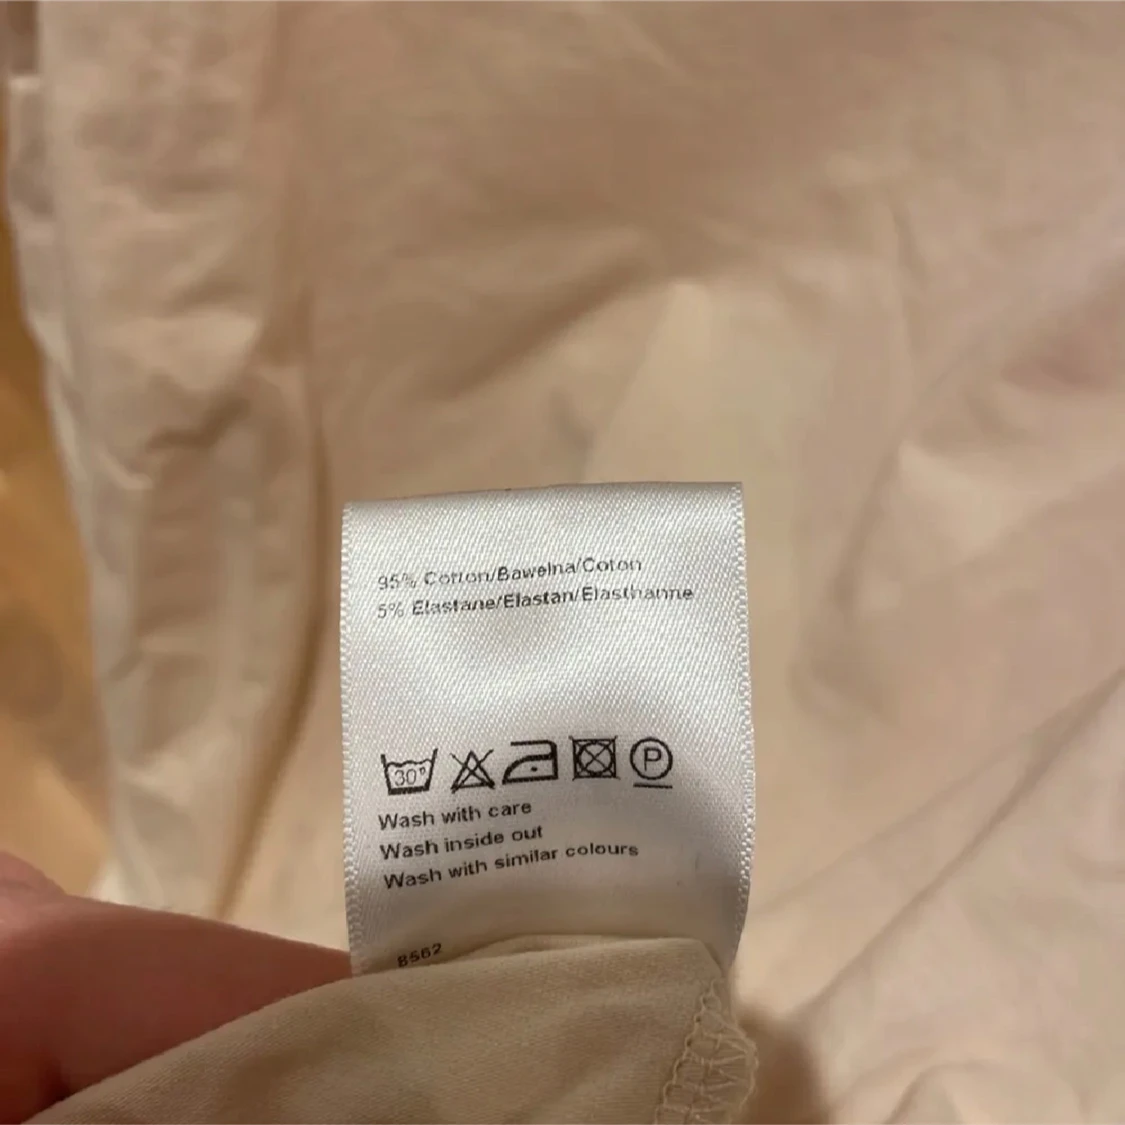 95% Cotton/Bawełna/Coton
5% Elastane/Elastan/Elasthanne
30°
P
Wash with care
Wash inside out
Wash with similar colours
8562